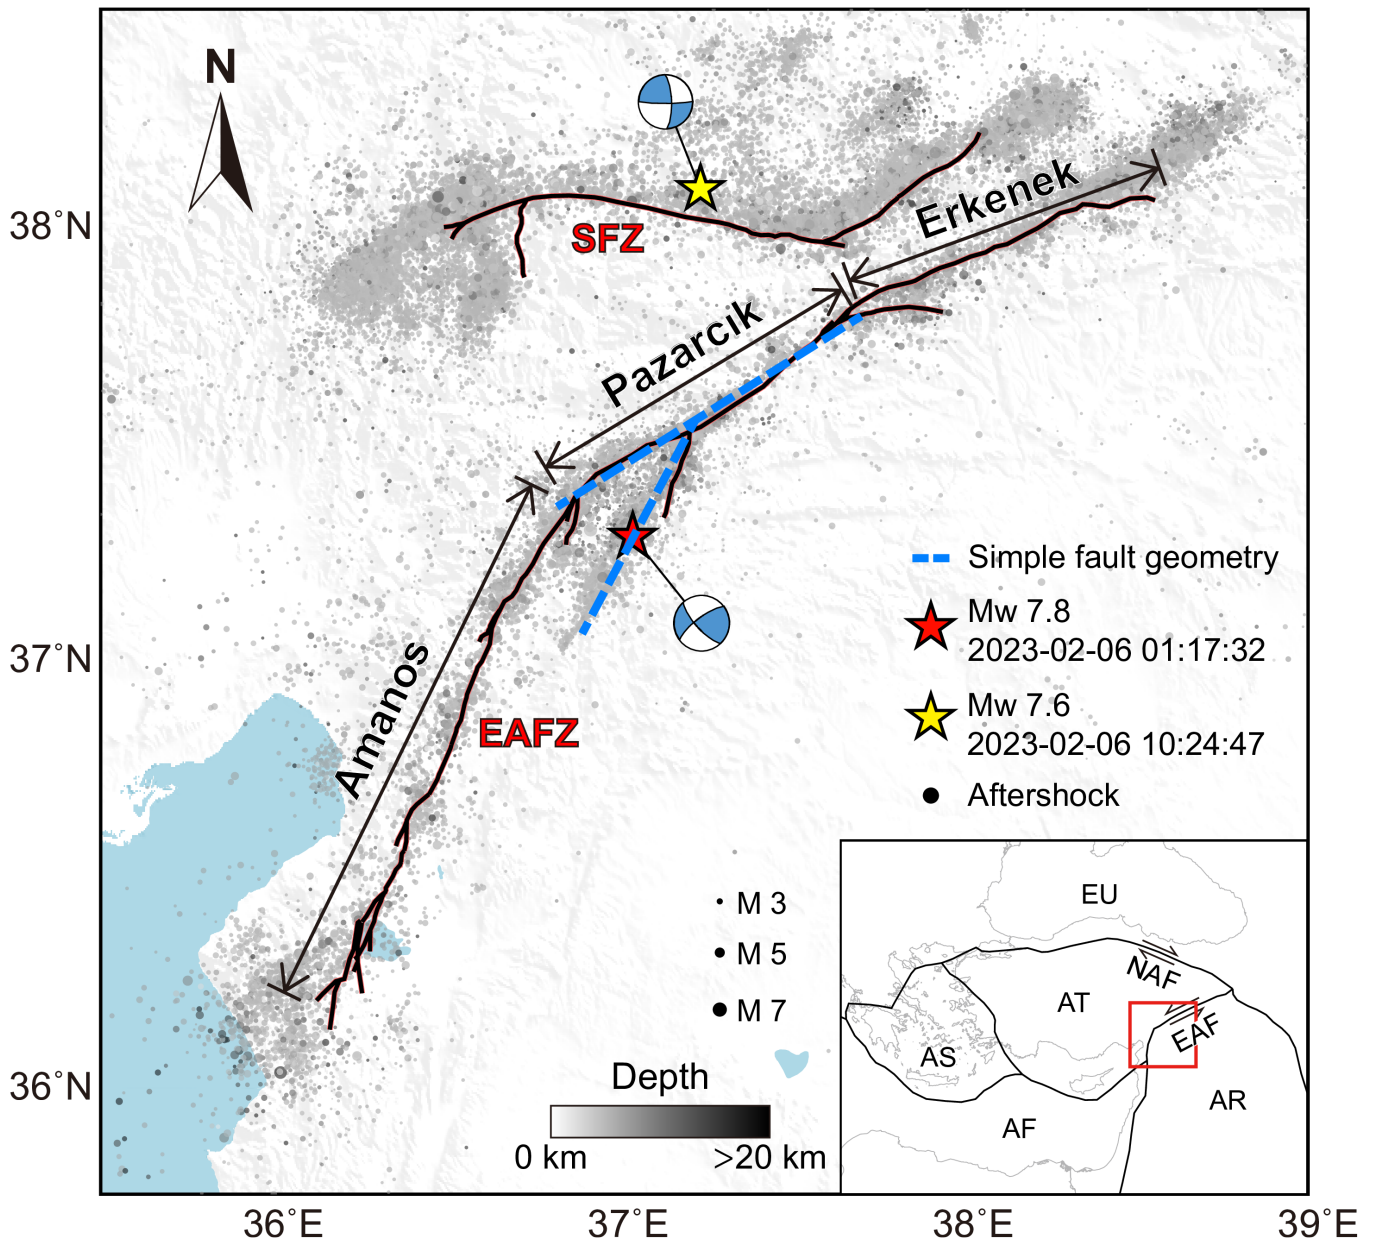 N
38°N
37°N
36°N
36°E
37°E
38°E
39°E
SFZ
Erkenek
Pazarcık
Amanos
EAFZ
Simple fault geometry
Mw 7.8
2023-02-06 01:17:32
Mw 7.6
2023-02-06 10:24:47
Aftershock
M 3
M 5
M 7
Depth
0 km
>20 km
EU
NAF
AT
EAF
AS
AR
AF